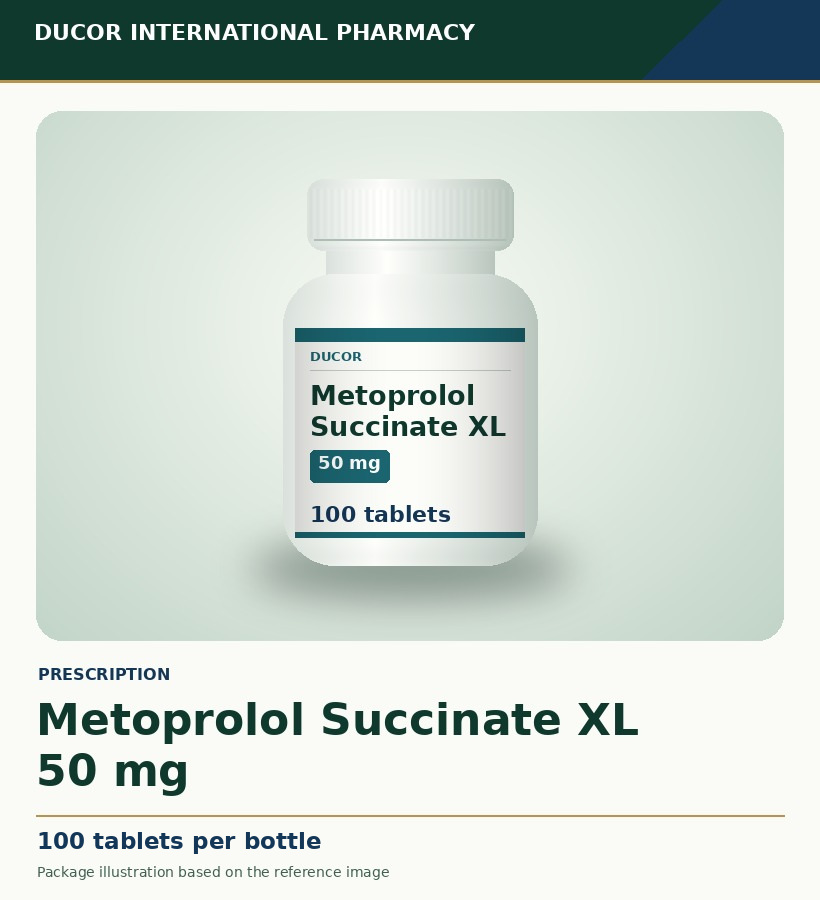 DUCOR INTERNATIONAL PHARMACY
DUCOR
Metoprolol
Succinate XL
50 mg
100 tablets
PRESCRIPTION
Metoprolol Succinate XL
50 mg
100 tablets per bottle
Package illustration based on the reference image